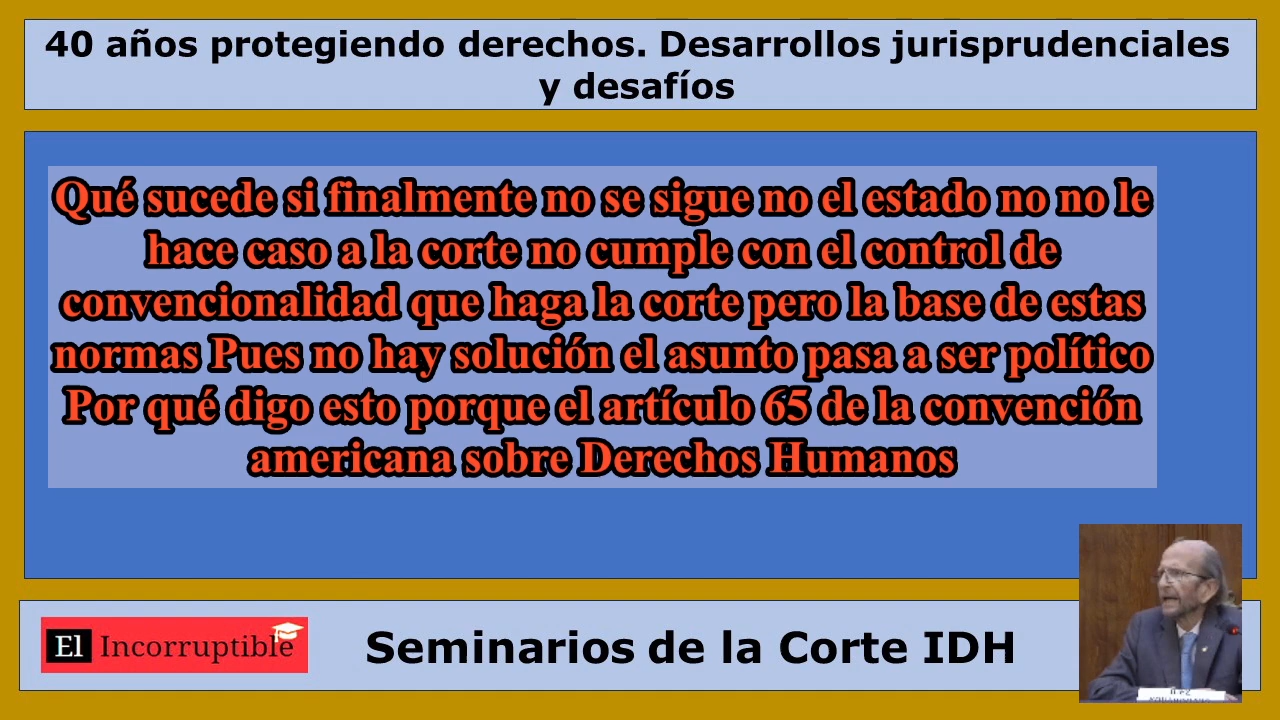 40 años protegiendo derechos. Desarrollos jurisprudenciales
y desafíos
Qué sucede si finalmente no se sigue no el estado no no le
hace caso a la corte no cumple con el control de
convencionalidad que haga la corte pero la base de estas
normas Pues no hay solución el asunto pasa a ser político
Por qué digo esto porque el artículo 65 de la convención
americana sobre Derechos Humanos
El Incorruptible
Seminarios de la Corte IDH